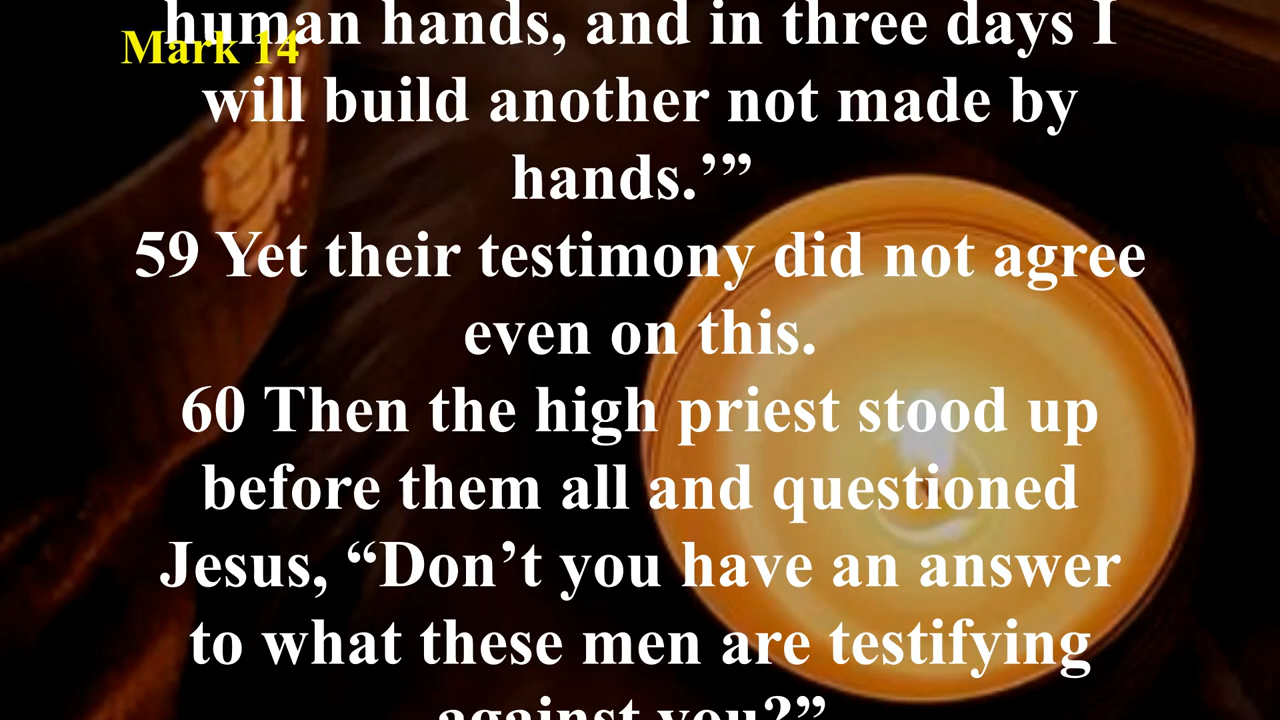 human hands, and in three days I
Mark 14
will build another not made by
hands.’”
59 Yet their testimony did not agree
even on this.
60 Then the high priest stood up
before them all and questioned
Jesus, “Don’t you have an answer
to what these men are testifying
against you?”